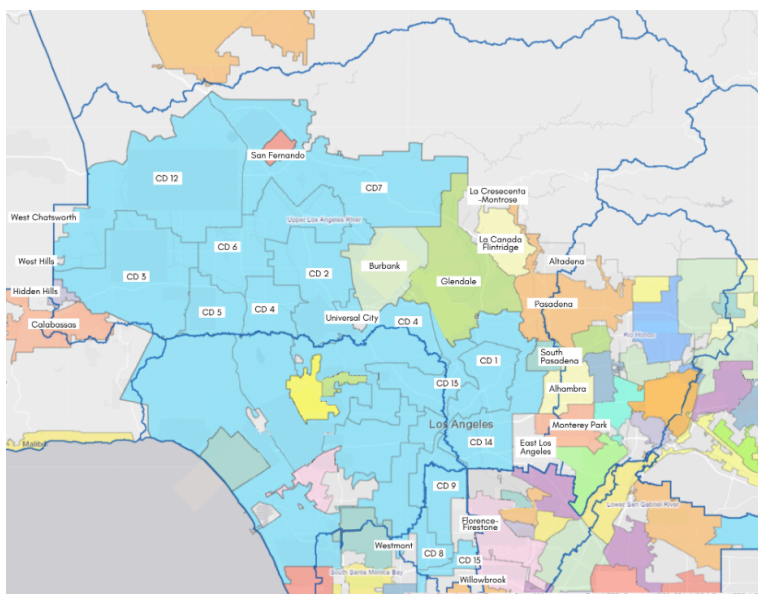 San Fernando
CD 12
CD7
La Cresecenta
-Montrose
West Chatsworth
Upper Los Angeles River
La Canada
Flintridge
CD 6
West Hills
Altadena
Burbank
CD 3
CD 2
Glendale
Hidden Hills
Pasadena
CD 5
CD 4
Universal City
CD 4
Calabassas
Rio Hondo
South
Pasadena
CD 1
CD 13
Alhambra
Los Angeles
Monterey Park
Malibu
CD 14
East Los
Angeles
CD 9
Lower San Gabriel River
Florence-
Firestone
Westmont
CD 8
CD 15
South Santa Monica Bay
Willowbrook